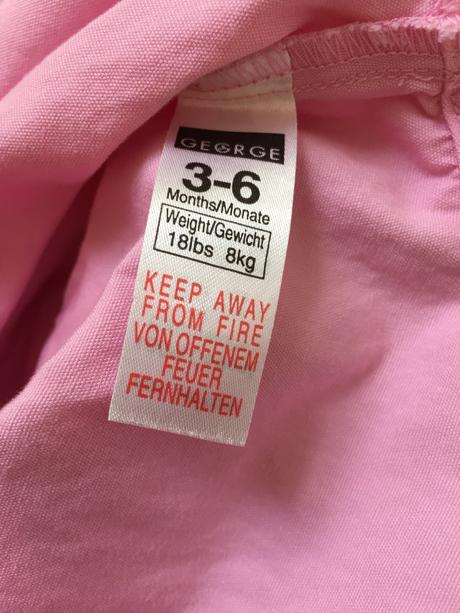 GEORGE
3-6
Months/Monate
Weight/Gewicht
18lbs 8kg
KEEP AWAY
FROM FIRE
VON OFFENEM
FEUER
FERNHALTEN